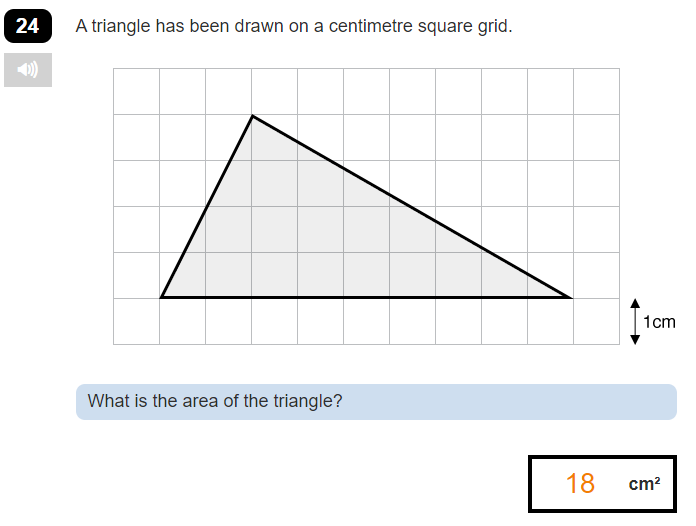 24
A triangle has been drawn on a centimetre square grid.
1cm
What is the area of the triangle?
18 cm²